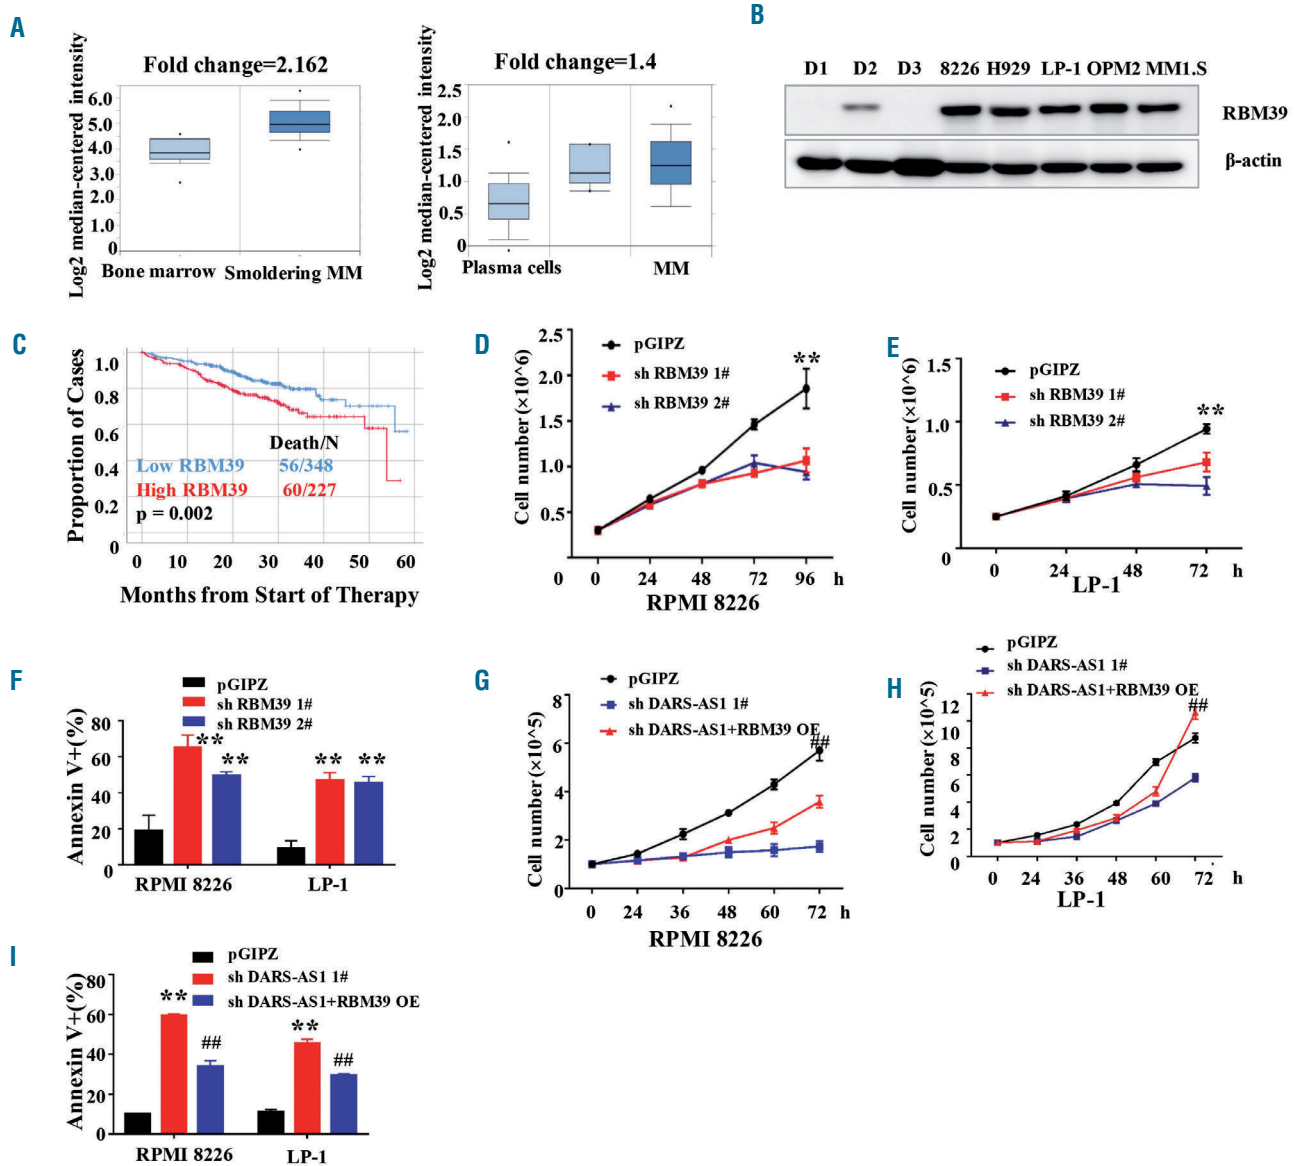 A
Fold change=2.162
Log2 median-centered intensity
6.0
5.0
4.0
3.0
2.0
1.0
0
Bone marrow Smoldering MM
Fold change=1.4
Log2 median-centered intensity
2.5
2.0
1.5
1.0
0.5
0
Plasma cells MM
B
D1 D2 D3 8226 H929 LP-1 OPM2 MM1.S
RBM39
β-actin
C
Proportion of Cases
1.0
0.8
0.6
0.4
0.2
0
Death/N
Low RBM39 56/348
High RBM39 60/227
p = 0.002
0 10 20 30 40 50 60
Months from Start of Therapy
D
Cell number (×10^6)
2.5
2.0
1.5
1.0
0.5
0
pGIPZ
sh RBM39 1#
sh RBM39 2#
**
0 24 48 72 96 h
RPMI 8226
E
Cell number (×10^6)
1.5
1.0
0.5
0
pGIPZ
sh RBM39 1#
sh RBM39 2#
**
0 24 48 72 h
LP-1
F
pGIPZ
sh RBM39 1#
sh RBM39 2#
Annexin V+(%)
80
60
40
20
0
** ** ** **
RPMI 8226 LP-1
G
Cell number (×10^5)
8
6
4
2
0
pGIPZ
sh DARS-AS1 1#
sh DARS-AS1+RBM39 OE
##
0 24 36 48 60 72 h
RPMI 8226
H
pGIPZ
sh DARS-AS1 1#
sh DARS-AS1+RBM39 OE
##
Cell number (×10^5)
12
10
8
6
4
2
0
0 24 36 48 60 72 h
LP-1
I
pGIPZ
sh DARS-AS1 1#
sh DARS-AS1+RBM39 OE
Annexin V+(%)
80
60
40
20
0
** ## ** ##
RPMI 8226 LP-1